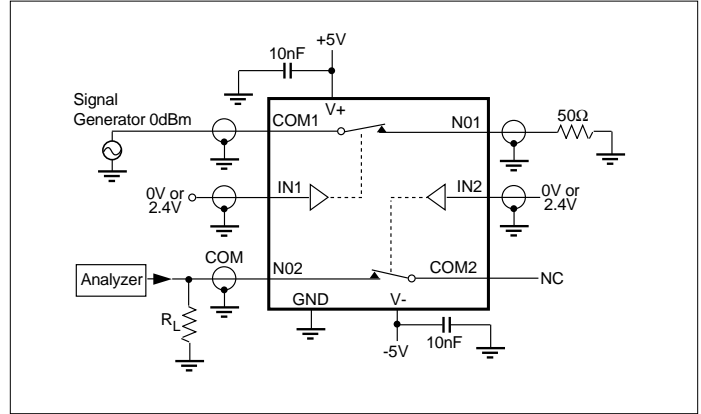 +5V
10nF
Signal
Generator 0dBm
V+
COM1
N01
50Ω
0V or
2.4V
IN1
IN2
0V or
2.4V
COM
N02
COM2
NC
Analyzer
GND
V-
RL
-5V
10nF